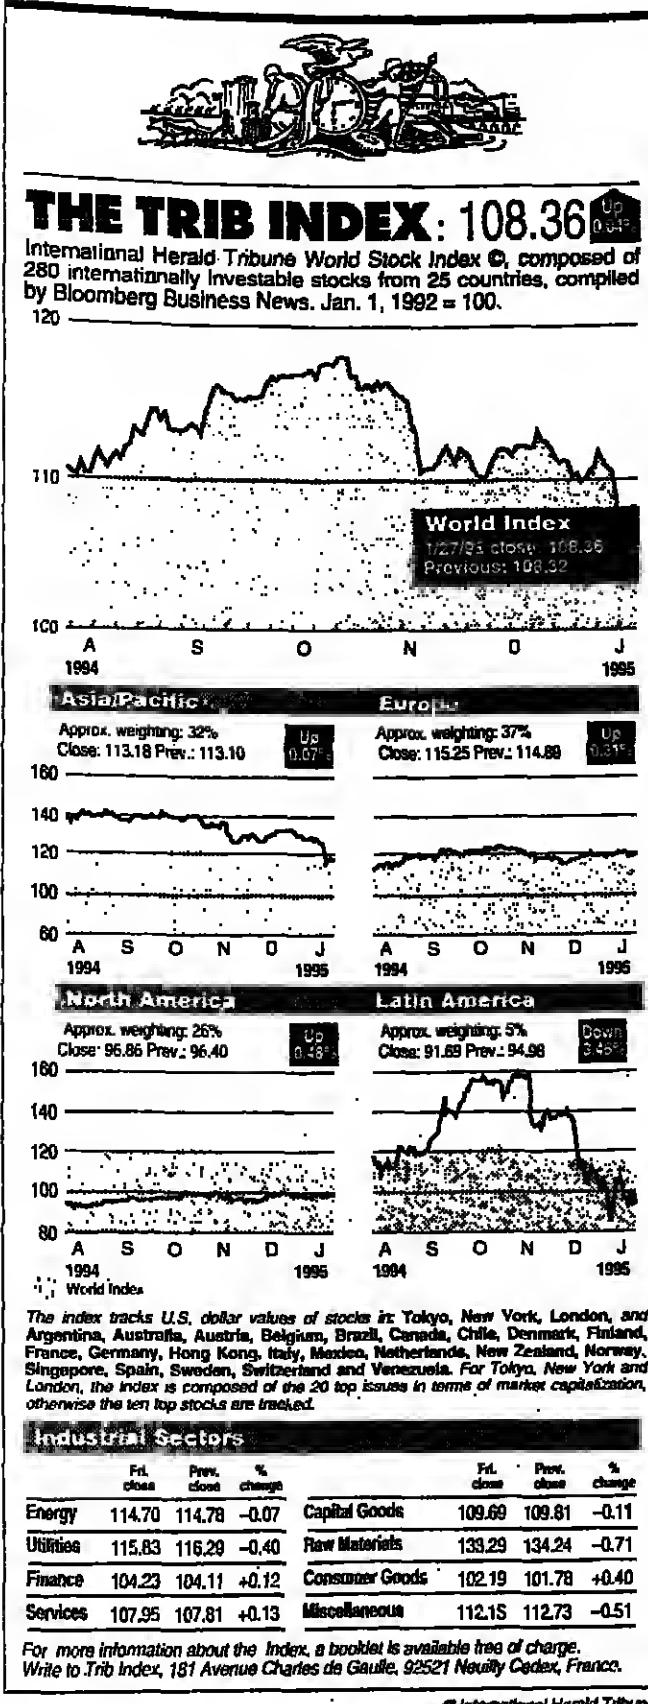 THE TRIB INDEX: 108.36 Up 0.04%
International Herald Tribune World Stock Index ©, composed of
280 internationally investable stocks from 25 countries, compiled
by Bloomberg Business News. Jan. 1, 1992 = 100.
120
110
World Index
1/27/95 close: 108.36
Previous: 108.32
100
A S O N D J
1994 1995
Asia/Pacific
Approx. weighting: 32%
Close: 113.18 Prev.: 113.10
Up 0.07%
160
140
120
100
80
A S O N D J
1994 1995
Europe
Approx. weighting: 37%
Close: 115.25 Prev.: 114.89
Up 0.31%
A S O N D J
1994 1995
North America
Approx. weighting: 26%
Close: 96.86 Prev.: 96.40
Up 0.48%
160
140
120
100
80
A S O N D J
1994 1995
Latin America
Approx. weighting: 5%
Close: 91.69 Prev.: 94.98
Down 3.46%
A S O N D J
1994 1995
World Index
The index tracks U.S. dollar values of stocks in: Tokyo, New York, London, and
Argentina, Australia, Austria, Belgium, Brazil, Canada, Chile, Denmark, Finland,
France, Germany, Hong Kong, Italy, Mexico, Netherlands, New Zealand, Norway,
Singapore, Spain, Sweden, Switzerland and Venezuela. For Tokyo, New York and
London, the index is composed of the 20 top issues in terms of market capitalization,
otherwise the ten top stocks are tracked.
Industrial Sectors
Fri. close Prev. close % change
Energy 114.70 114.78 –0.07
Utilities 115.83 116.29 –0.40
Finance 104.23 104.11 +0.12
Services 107.95 107.81 +0.13
Fri. close Prev. close % change
Capital Goods 109.69 109.81 –0.11
Raw Materials 133.29 134.24 –0.71
Consumer Goods 102.19 101.78 +0.40
Miscellaneous 112.15 112.73 –0.51
For more information about the Index, a booklet is available free of charge.
Write to Trib Index, 181 Avenue Charles de Gaulle, 92521 Neuilly Cedex, France.
© International Herald Tribune